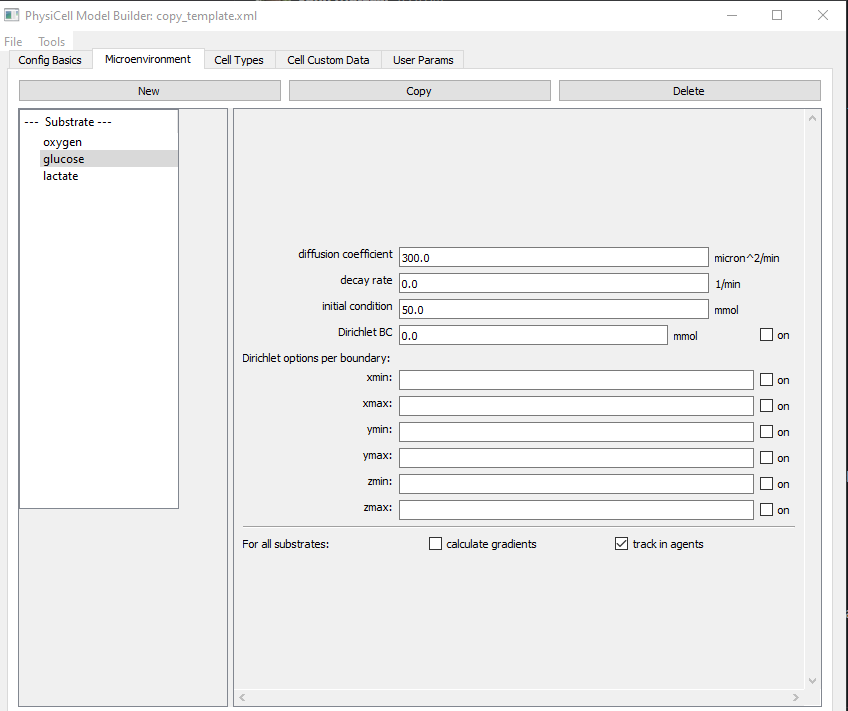 PhysiCell Model Builder: copy_template.xml
File Tools
Config Basics Microenvironment Cell Types Cell Custom Data User Params
New Copy Delete
--- Substrate ---
oxygen
glucose
lactate
diffusion coefficient 300.0 micron^2/min
decay rate 0.0 1/min
initial condition 50.0 mmol
Dirichlet BC 0.0 mmol on
Dirichlet options per boundary:
xmin: on
xmax: on
ymin: on
ymax: on
zmin: on
zmax: on
For all substrates: calculate gradients track in agents